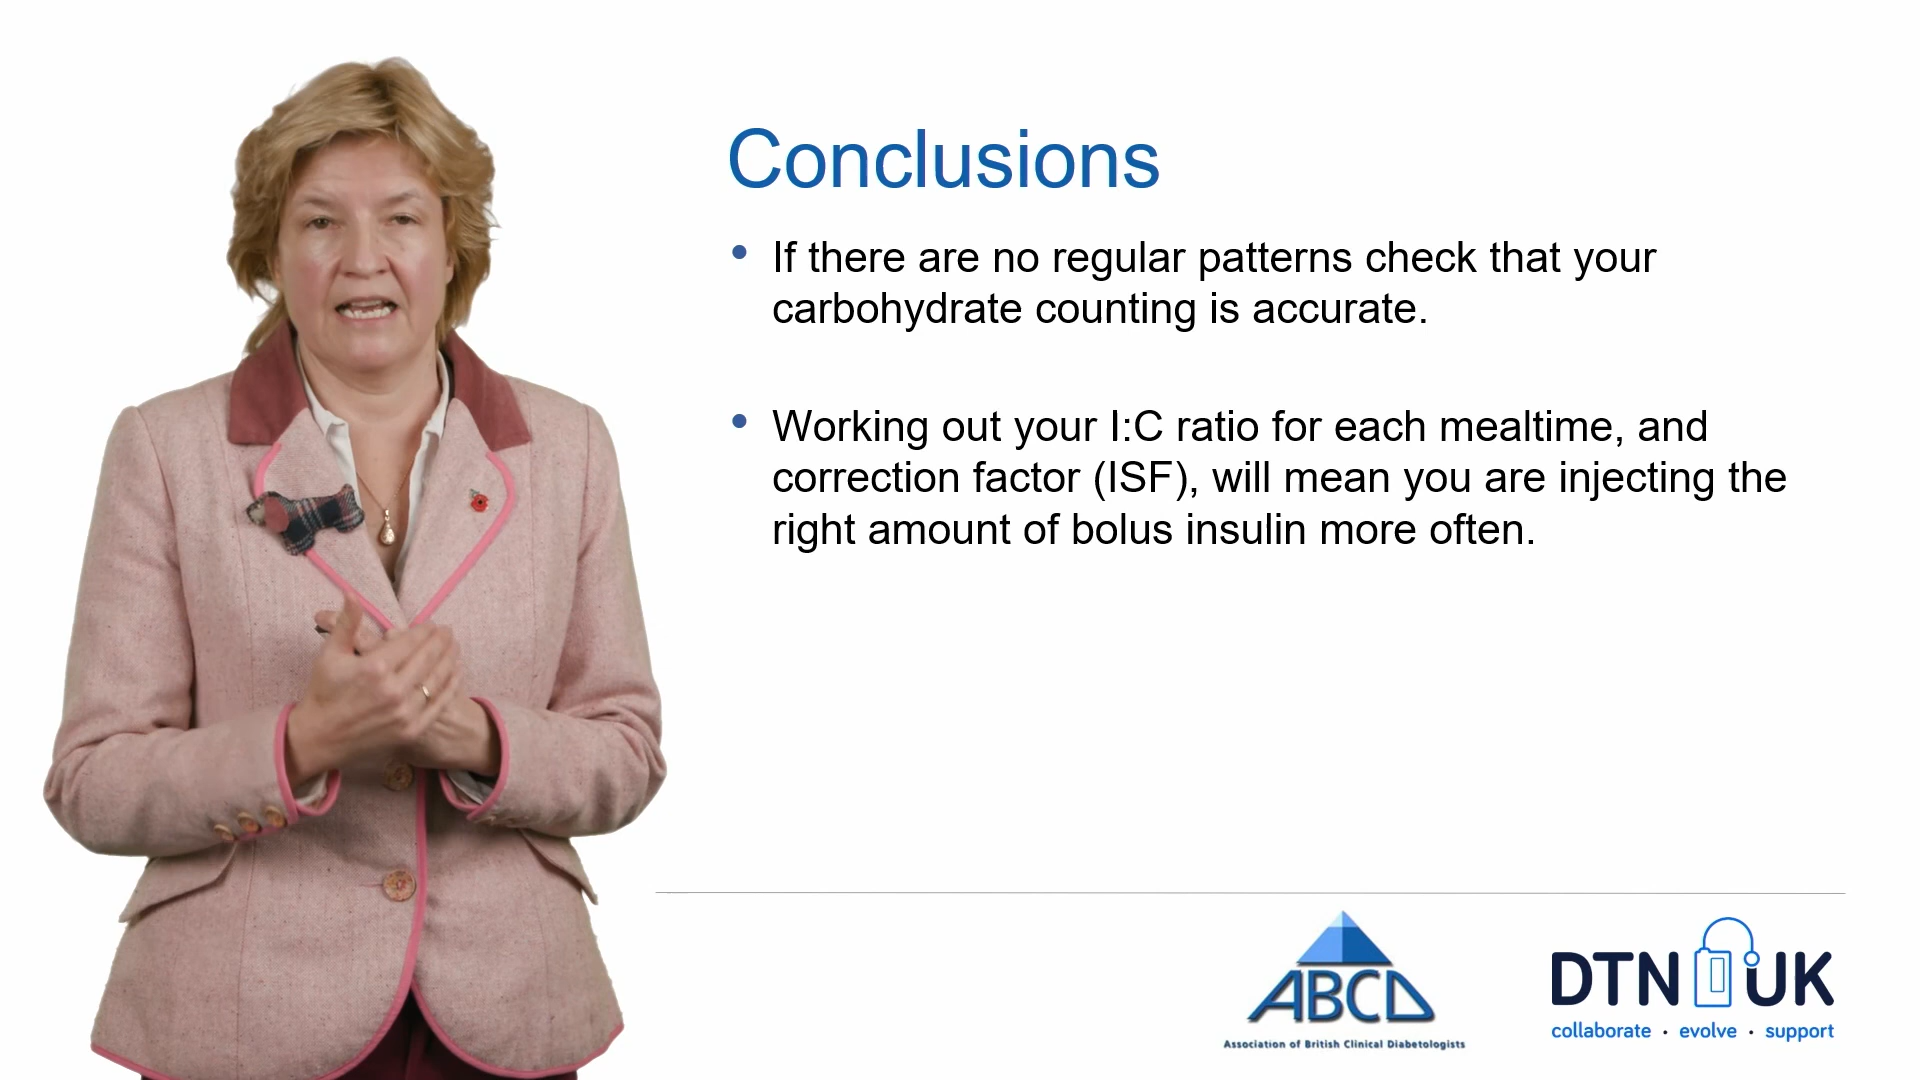 Conclusions
• If there are no regular patterns check that your
carbohydrate counting is accurate.
• Working out your I:C ratio for each mealtime, and
correction factor (ISF), will mean you are injecting the
right amount of bolus insulin more often.
ABCD
Association of British Clinical Diabetologists
DTN UK
collaborate • evolve • support